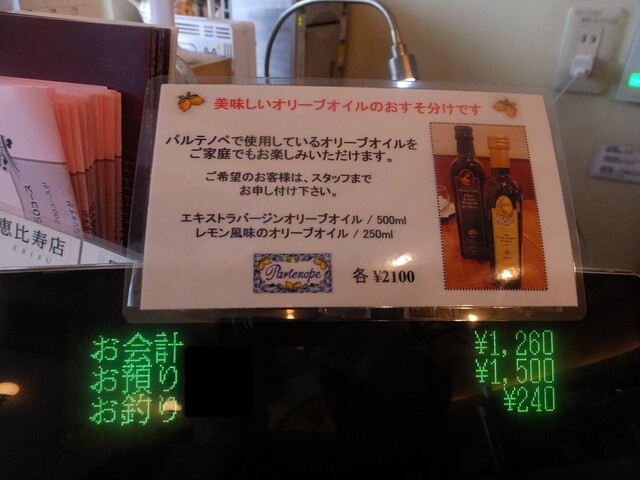 美味しいオリーブオイルのおすそ分けです
パルテノペで使用しているオリーブオイルを
ご家庭でもお楽しみいただけます。
ご希望のお客様は、スタッフまで
お申し付け下さい。
エキストラバージンオリーブオイル / 500ml
レモン風味のオリーブオイル / 250ml
Partenope
各 ¥2100
恵比寿店
EBISU
お会計 ¥1,260
お預り ¥1,500
お釣り ¥240